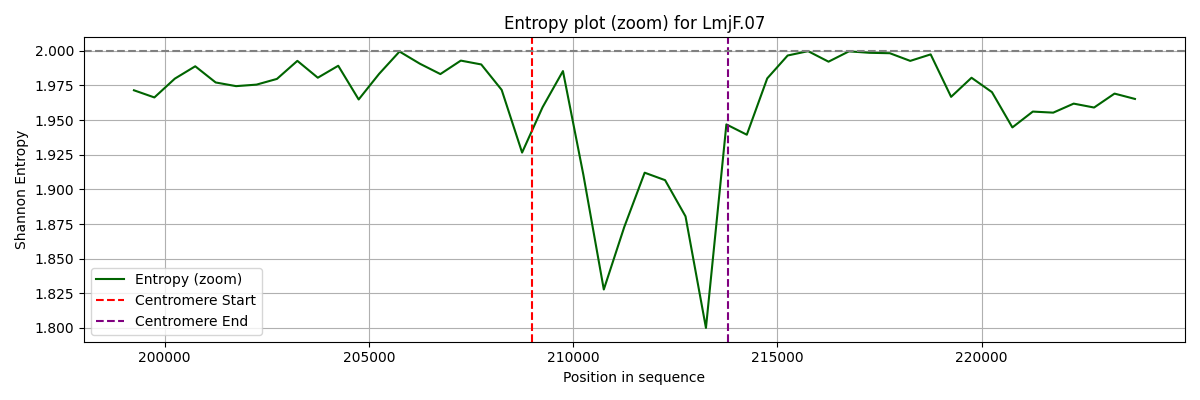 Entropy plot (zoom) for LmjF.07
Shannon Entropy
2.000
1.975
1.950
1.925
1.900
1.875
1.850
1.825
1.800
Entropy (zoom)
Centromere Start
Centromere End
200000 205000 210000 215000 220000
Position in sequence